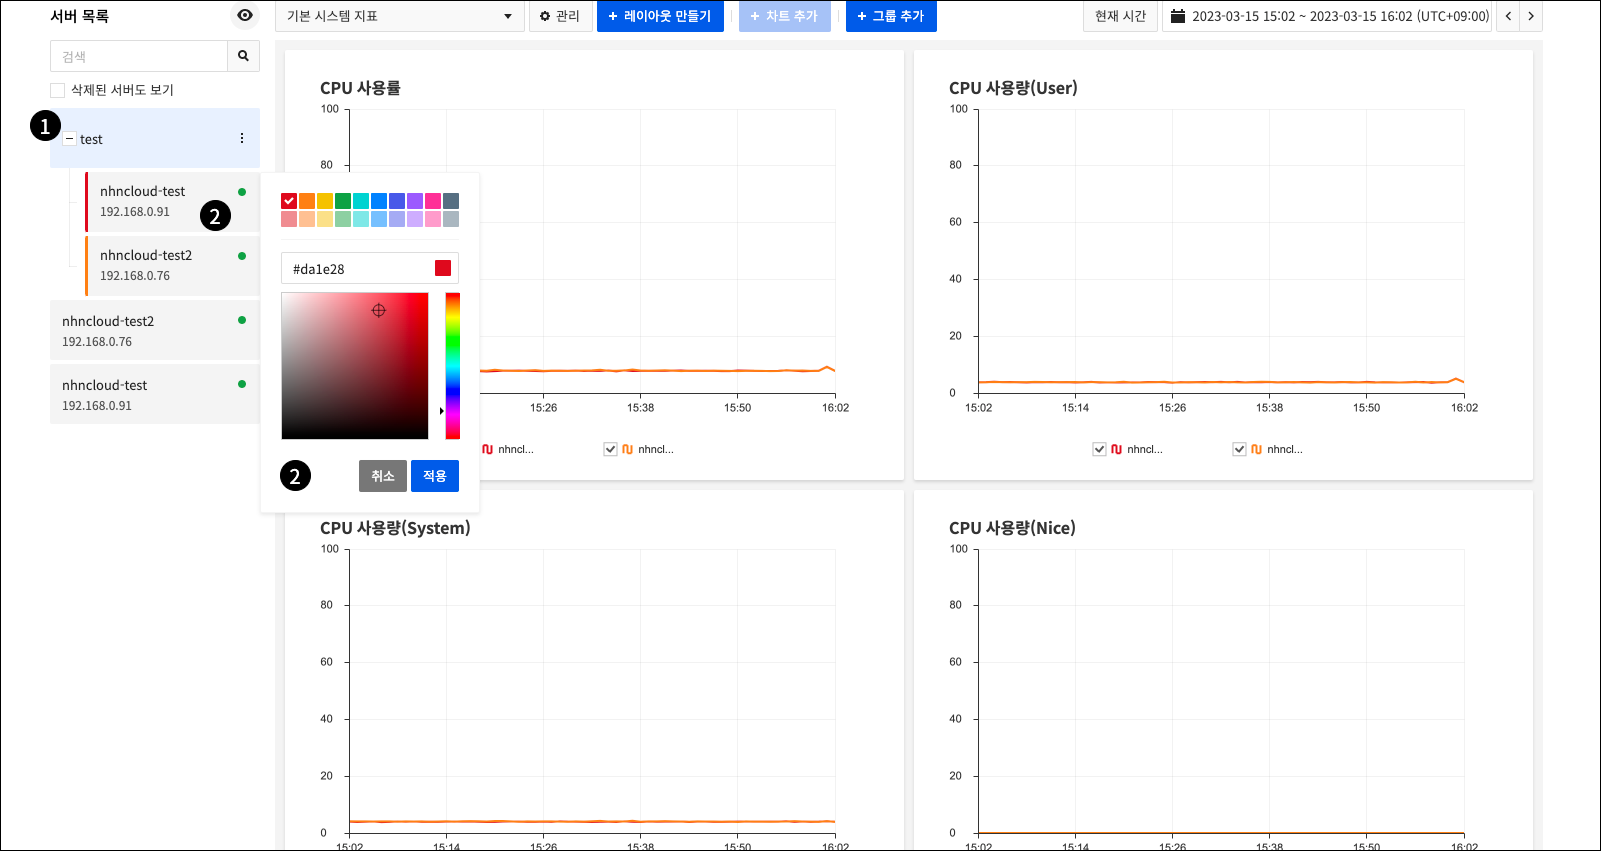 서버 목록
검색
삭제된 서버도 보기
1
test
nhncloud-test
192.168.0.91
2
nhncloud-test2
192.168.0.76
nhncloud-test2
192.168.0.76
nhncloud-test
192.168.0.91
기본 시스템 지표
관리
+ 레이아웃 만들기
+ 차트 추가
+ 그룹 추가
현재 시간
2023-03-15 15:02 ~ 2023-03-15 16:02 (UTC+09:00)
#da1e28
2
취소
적용
CPU 사용률
100
80
15:26
15:38
15:50
16:02
nhncl...
nhncl...
CPU 사용량(User)
100
80
60
40
20
0
15:02
15:14
15:26
15:38
15:50
16:02
nhncl...
nhncl...
CPU 사용량(System)
100
80
60
40
20
0
15:02
15:14
15:26
15:38
15:50
16:02
CPU 사용량(Nice)
100
80
60
40
20
0
15:02
15:14
15:26
15:38
15:50
16:02